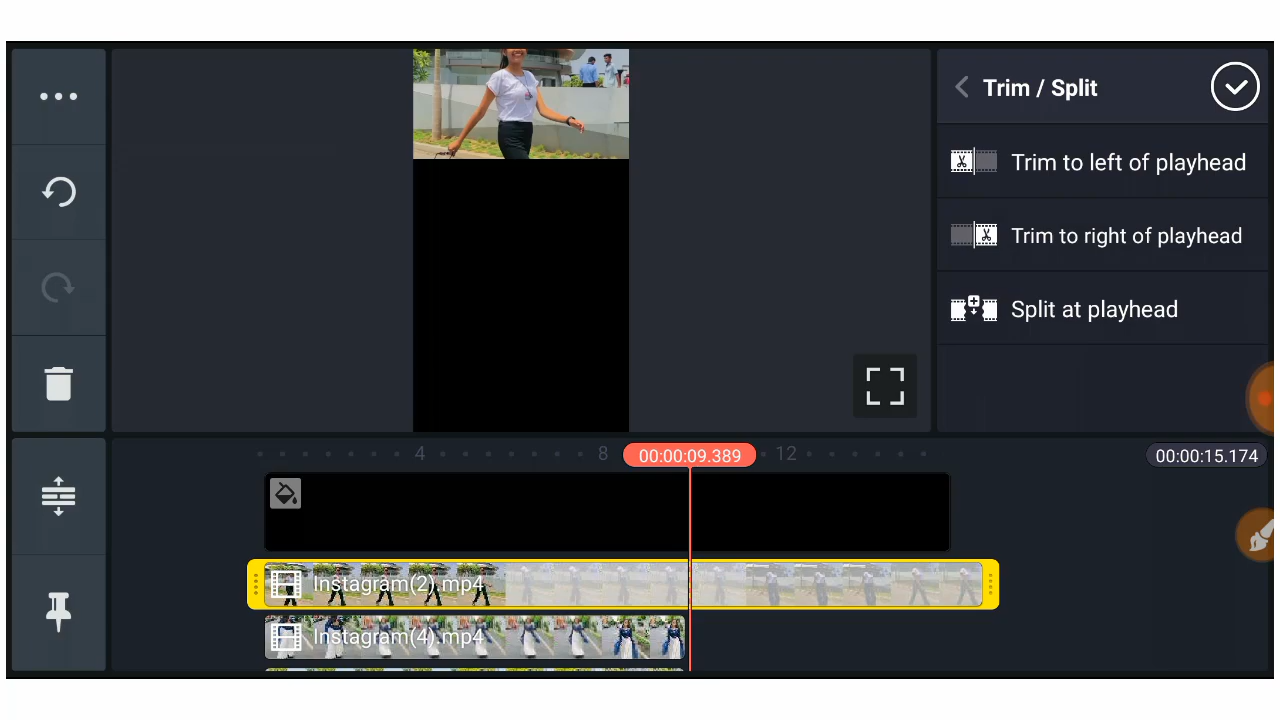 Trim / Split
Trim to left of playhead
Trim to right of playhead
Split at playhead
4
8
00:00:09.389
12
00:00:15.174
Instagram(2).mp4
Instagram(4).mp4